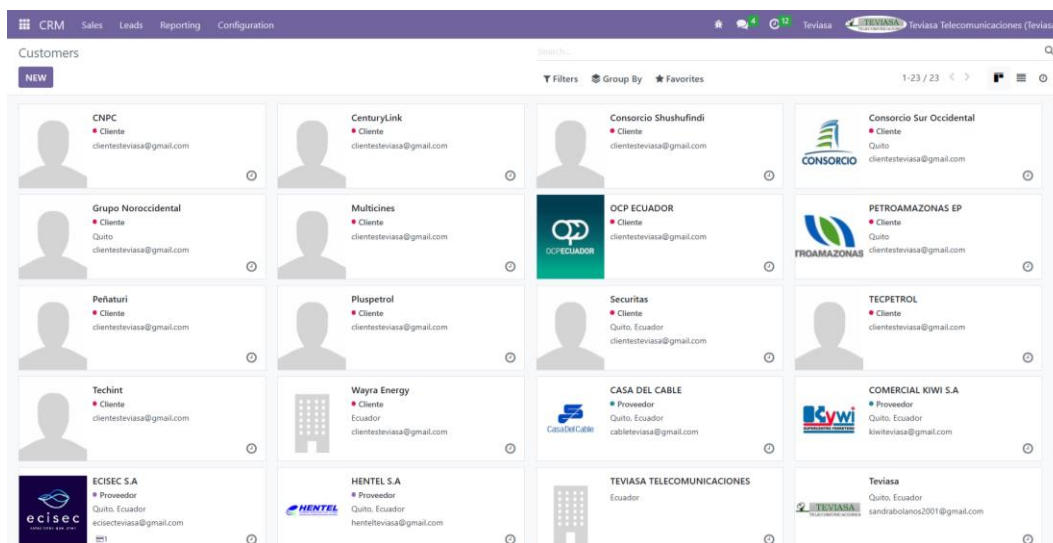 CRM Sales Leads Reporting Configuration 4 12 Teviasa TEVIASA Teviasa Telecomunicaciones (Tevias
Customers Search...
NEW Filters Group By Favorites 1-23 / 23
CNPC
Cliente
clientesteviasa@gmail.com
CenturyLink
Cliente
clientesteviasa@gmail.com
Consorcio Shushufindi
Cliente
clientesteviasa@gmail.com
CONSORCIO
Consorcio Sur Occidental
Cliente
Quito
clientesteviasa@gmail.com
Grupo Noroccidental
Cliente
Quito
clientesteviasa@gmail.com
Multicines
Cliente
clientesteviasa@gmail.com
OCPECUADOR
OCP ECUADOR
Cliente
clientesteviasa@gmail.com
TROAMAZONAS
PETROAMAZONAS EP
Cliente
Quito
clientesteviasa@gmail.com
Peñaturi
Cliente
clientesteviasa@gmail.com
Pluspetrol
Cliente
clientesteviasa@gmail.com
Securitas
Cliente
Quito, Ecuador
clientesteviasa@gmail.com
TECPETROL
Cliente
clientesteviasa@gmail.com
Techint
Cliente
clientesteviasa@gmail.com
Wayra Energy
Cliente
Ecuador
clientesteviasa@gmail.com
CasaDelCable
CASA DEL CABLE
Proveedor
Quito, Ecuador
cableteviasa@gmail.com
Kywi
COMERCIAL KIWI S.A
Proveedor
Quito, Ecuador
kiwiteviasa@gmail.com
ecisec
ECISEC S.A
Proveedor
Quito, Ecuador
ecisecteviasa@gmail.com
1
HENTEL
HENTEL S.A
Proveedor
Quito, Ecuador
hentelteviasa@gmail.com
TEVIASA TELECOMUNICACIONES
Ecuador
TEVIASA
Teviasa
Quito, Ecuador
sandrabolanos2001@gmail.com